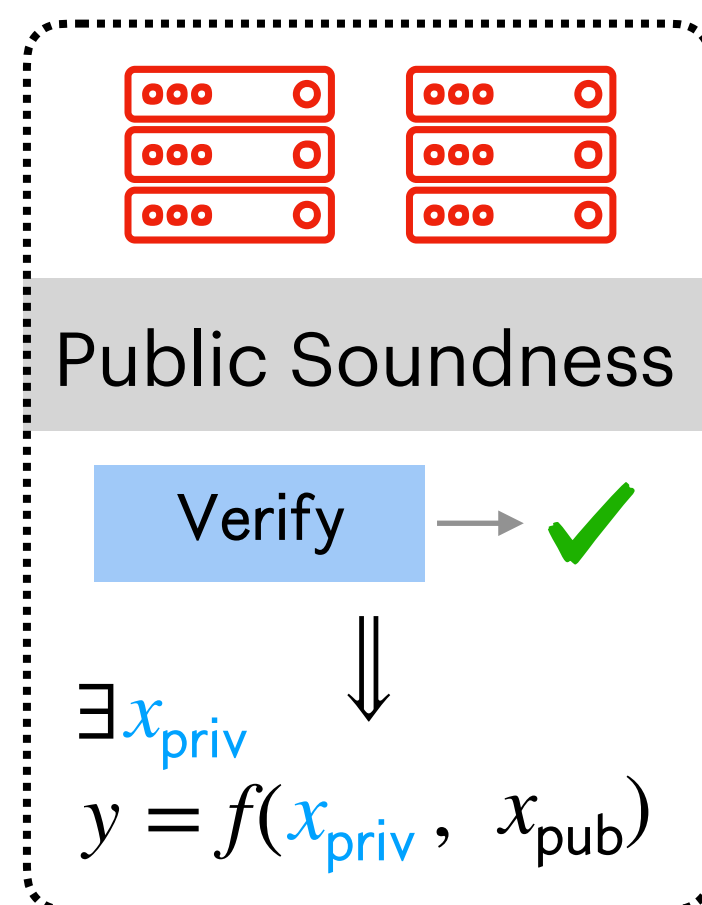 Public Soundness
Verify
⇓
∃x_priv
y = f(x_priv , x_pub)